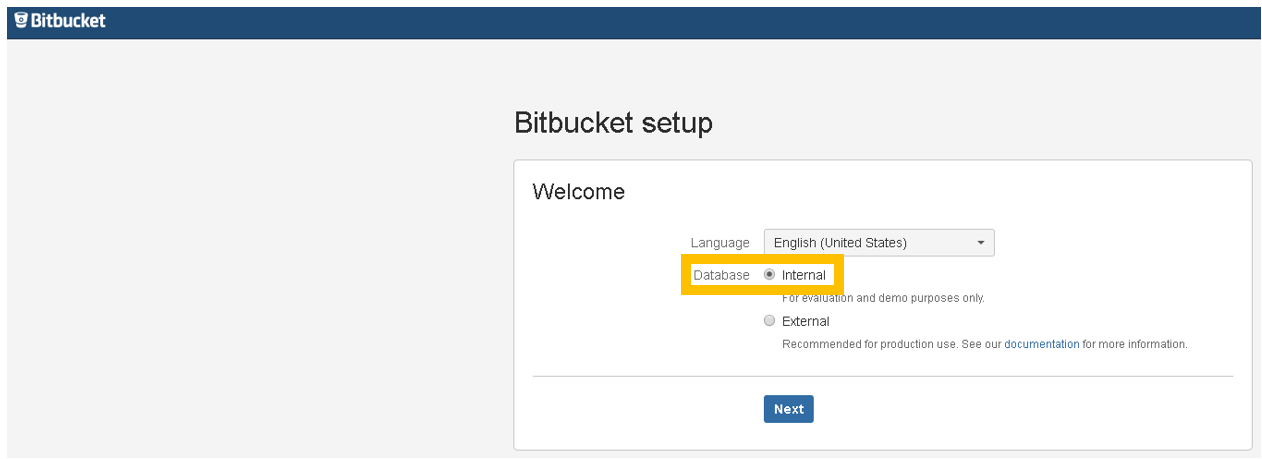 Bitbucket
Bitbucket setup
Welcome
Language English (United States)
Database Internal
For evaluation and demo purposes only.
External
Recommended for production use. See our documentation for more information.
Next